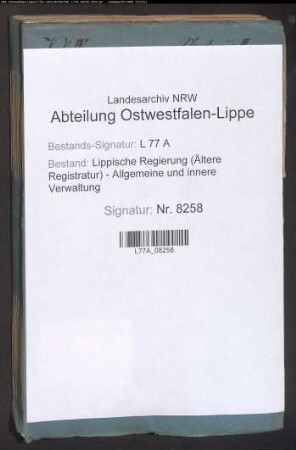 Landesarchiv NRW
Abteilung Ostwestfalen-Lippe
Bestands-Signatur: L 77 A
Bestand: Lippische Regierung (Ältere
Registratur) - Allgemeine und innere
Verwaltung
Signatur: Nr. 8258
L77A_08258